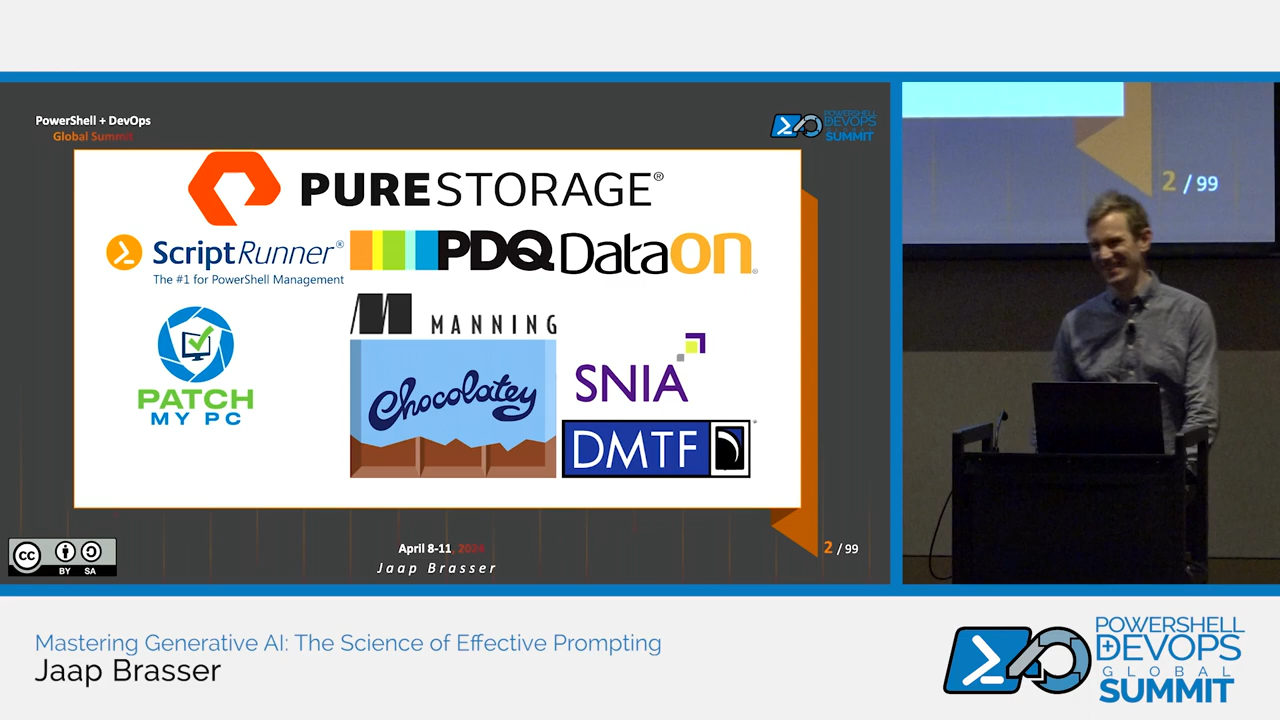 PowerShell + DevOps
Global Summit
POWERSHELL
DEVOPS
GLOBAL
SUMMIT
PURESTORAGE®
ScriptRunner®
The #1 for PowerShell Management
PDQ
DataON®
PATCH
MY PC
MANNING
Chocolatey
SNIA
DMTF
cc
BY SA
April 8-11, 2024
Jaap Brasser
2 / 99
2 / 99
Mastering Generative AI: The Science of Effective Prompting
Jaap Brasser
POWERSHELL
DEVOPS
GLOBAL
SUMMIT